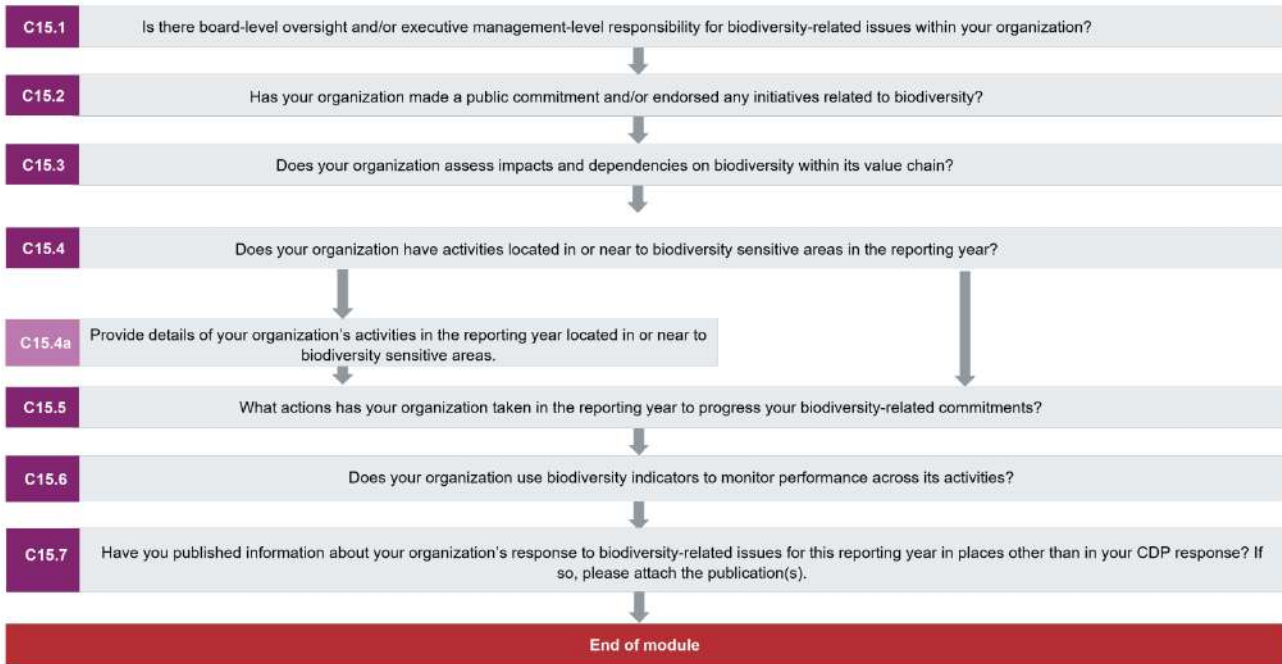 C15.1
Is there board-level oversight and/or executive management-level responsibility for biodiversity-related issues within your organization?
C15.2
Has your organization made a public commitment and/or endorsed any initiatives related to biodiversity?
C15.3
Does your organization assess impacts and dependencies on biodiversity within its value chain?
C15.4
Does your organization have activities located in or near to biodiversity sensitive areas in the reporting year?
C15.4a
Provide details of your organization's activities in the reporting year located in or near to
biodiversity sensitive areas.
C15.5
What actions has your organization taken in the reporting year to progress your biodiversity-related commitments?
C15.6
Does your organization use biodiversity indicators to monitor performance across its activities?
C15.7
Have you published information about your organization's response to biodiversity-related issues for this reporting year in places other than in your CDP response? If
so, please attach the publication(s).
End of module